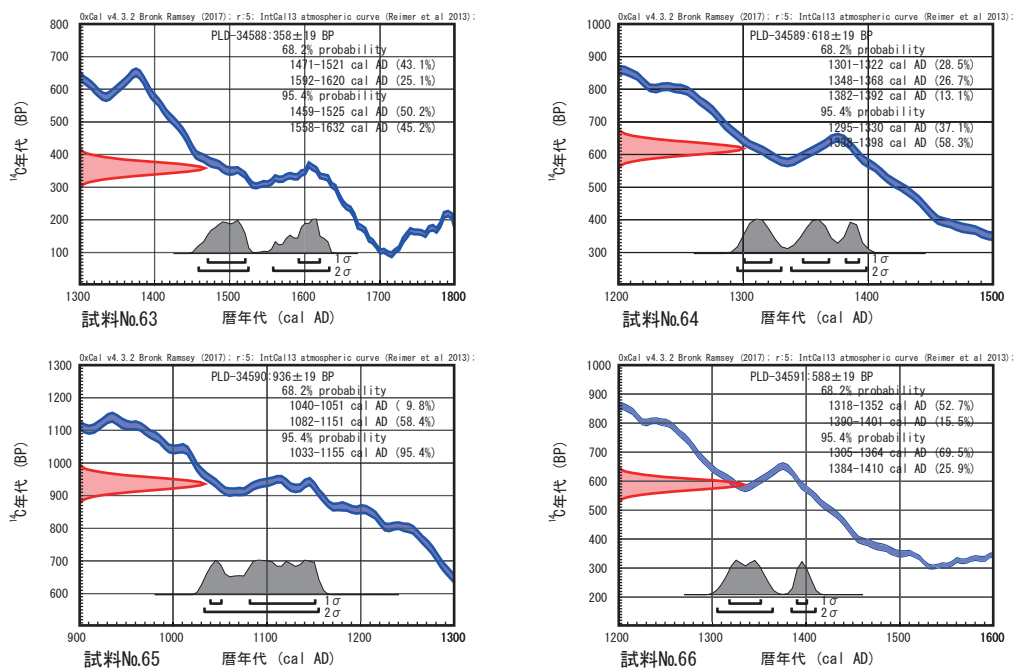 OxCal v4.3.2 Bronk Ramsey (2017); r:5; IntCal13 atmospheric curve (Reimer et al 2013);
PLD-34588:358±19 BP
68.2% probability
1471-1521 cal AD (43.1%)
1592-1620 cal AD (25.1%)
95.4% probability
1459-1525 cal AD (50.2%)
1558-1632 cal AD (45.2%)
800
700
600
500
400
300
200
100
¹⁴C年代 (BP)
1σ
2σ
1300 1400 1500 1600 1700 1800
試料No.63 暦年代 (cal AD)
OxCal v4.3.2 Bronk Ramsey (2017); r:5; IntCal13 atmospheric curve (Reimer et al 2013);
PLD-34589:618±19 BP
68.2% probability
1301-1322 cal AD (28.5%)
1348-1368 cal AD (26.7%)
1382-1392 cal AD (13.1%)
95.4% probability
1295-1330 cal AD (37.1%)
1338-1398 cal AD (58.3%)
1000
900
800
700
600
500
400
300
¹⁴C年代 (BP)
1σ
2σ
1200 1300 1400 1500
試料No.64 暦年代 (cal AD)
OxCal v4.3.2 Bronk Ramsey (2017); r:5; IntCal13 atmospheric curve (Reimer et al 2013);
PLD-34590:936±19 BP
68.2% probability
1040-1051 cal AD ( 9.8%)
1082-1151 cal AD (58.4%)
95.4% probability
1033-1155 cal AD (95.4%)
1300
1200
1100
1000
900
800
700
600
¹⁴C年代 (BP)
1σ
2σ
900 1000 1100 1200 1300
試料No.65 暦年代 (cal AD)
OxCal v4.3.2 Bronk Ramsey (2017); r:5; IntCal13 atmospheric curve (Reimer et al 2013);
PLD-34591:588±19 BP
68.2% probability
1318-1352 cal AD (52.7%)
1390-1401 cal AD (15.5%)
95.4% probability
1305-1364 cal AD (69.5%)
1384-1410 cal AD (25.9%)
1000
900
800
700
600
500
400
300
200
100
¹⁴C年代 (BP)
1σ
2σ
1200 1300 1400 1500 1600
試料No.66 暦年代 (cal AD)